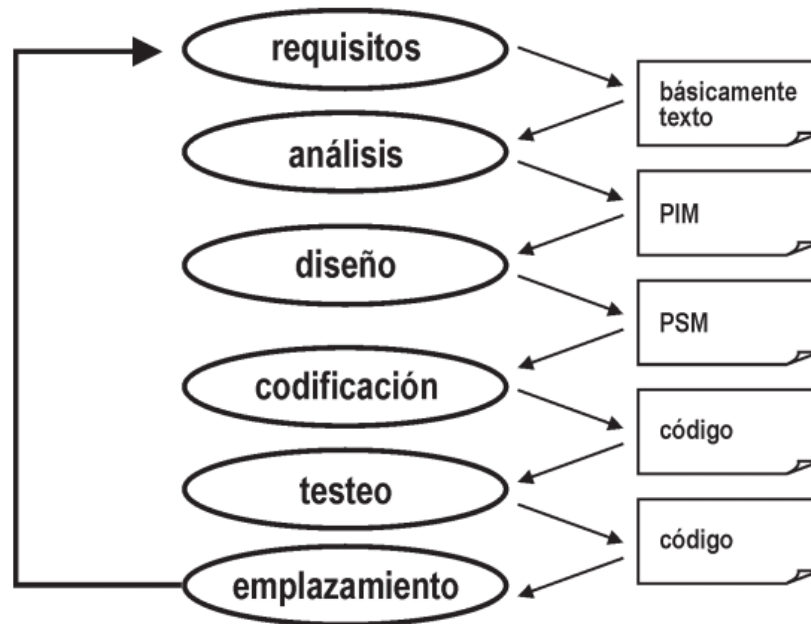 requisitos
básicamente
texto
análisis
PIM
diseño
PSM
codificación
código
testeo
código
emplazamiento